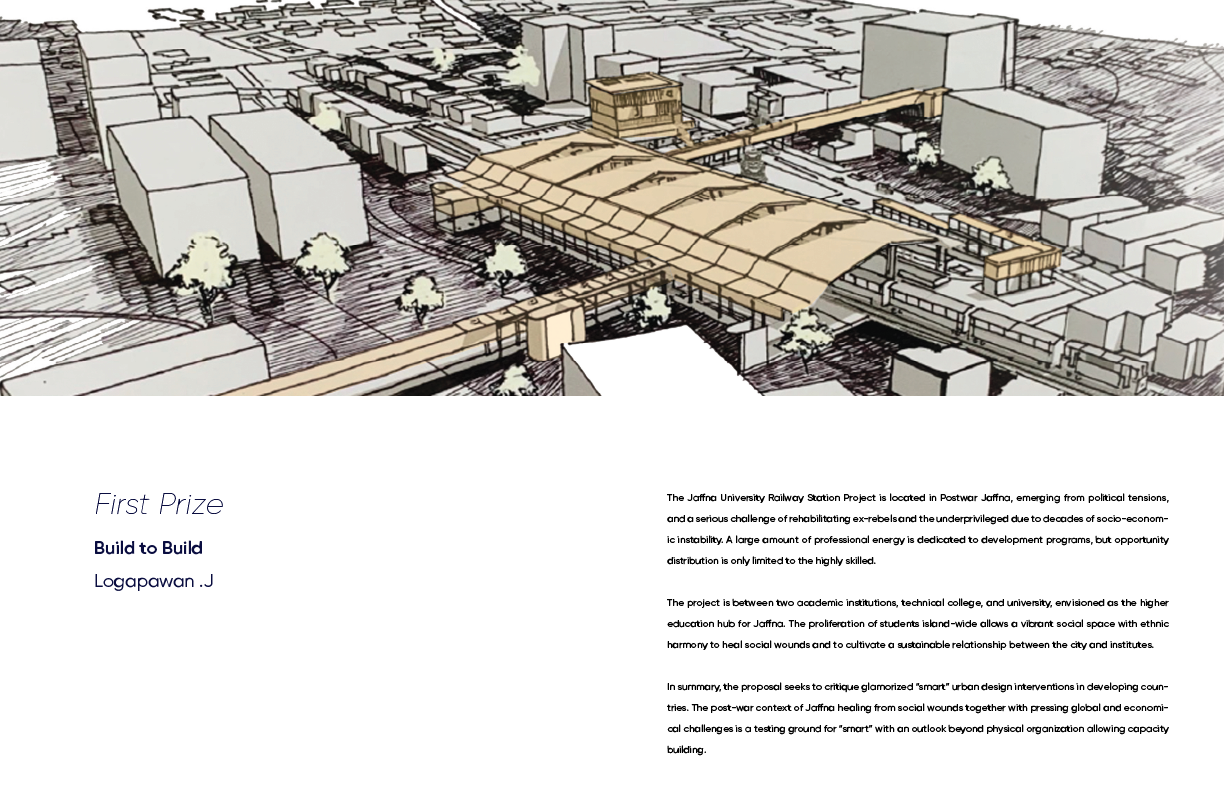 First Prize
Build to Build
Logapawan .J
The Jaffna University Railway Station Project is located in Postwar Jaffna, emerging from political tensions,
and a serious challenge of rehabilitating ex-rebels and the underprivileged due to decades of socio-econom-
ic instability. A large amount of professional energy is dedicated to development programs, but opportunity
distribution is only limited to the highly skilled.
The project is between two academic institutions, technical college, and university, envisioned as the higher
education hub for Jaffna. The proliferation of students island-wide allows a vibrant social space with ethnic
harmony to heal social wounds and to cultivate a sustainable relationship between the city and institutes.
In summary, the proposal seeks to critique glamorized “smart” urban design interventions in developing coun-
tries. The post-war context of Jaffna healing from social wounds together with pressing global and economi-
cal challenges is a testing ground for “smart” with an outlook beyond physical organization allowing capacity
building.